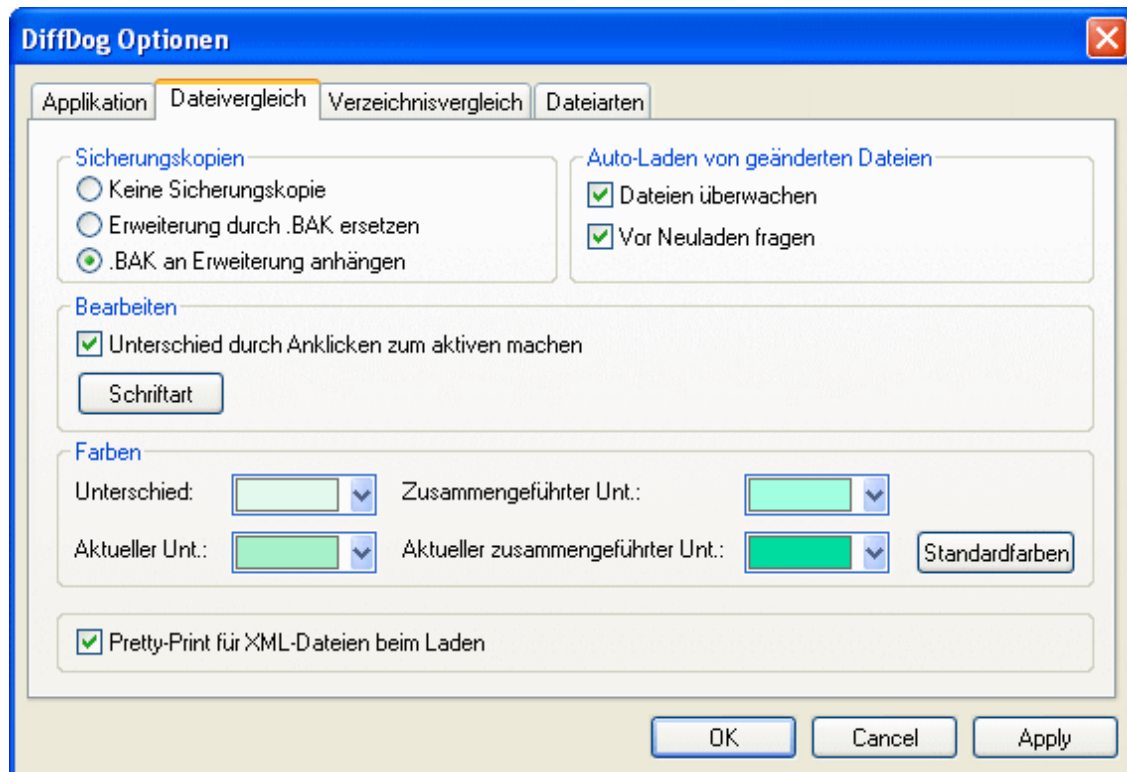 DiffDog Optionen
Applikation Dateivergleich Verzeichnisvergleich Dateiarten
Sicherungskopien
Keine Sicherungskopie
Erweiterung durch .BAK ersetzen
.BAK an Erweiterung anhängen
Auto-Laden von geänderten Dateien
Dateien überwachen
Vor Neuladen fragen
Bearbeiten
Unterschied durch Anklicken zum aktiven machen
Schriftart
Farben
Unterschied: Zusammengeführter Unt.:
Aktueller Unt.: Aktueller zusammengeführter Unt.: Standardfarben
Pretty-Print für XML-Dateien beim Laden
OK Cancel Apply